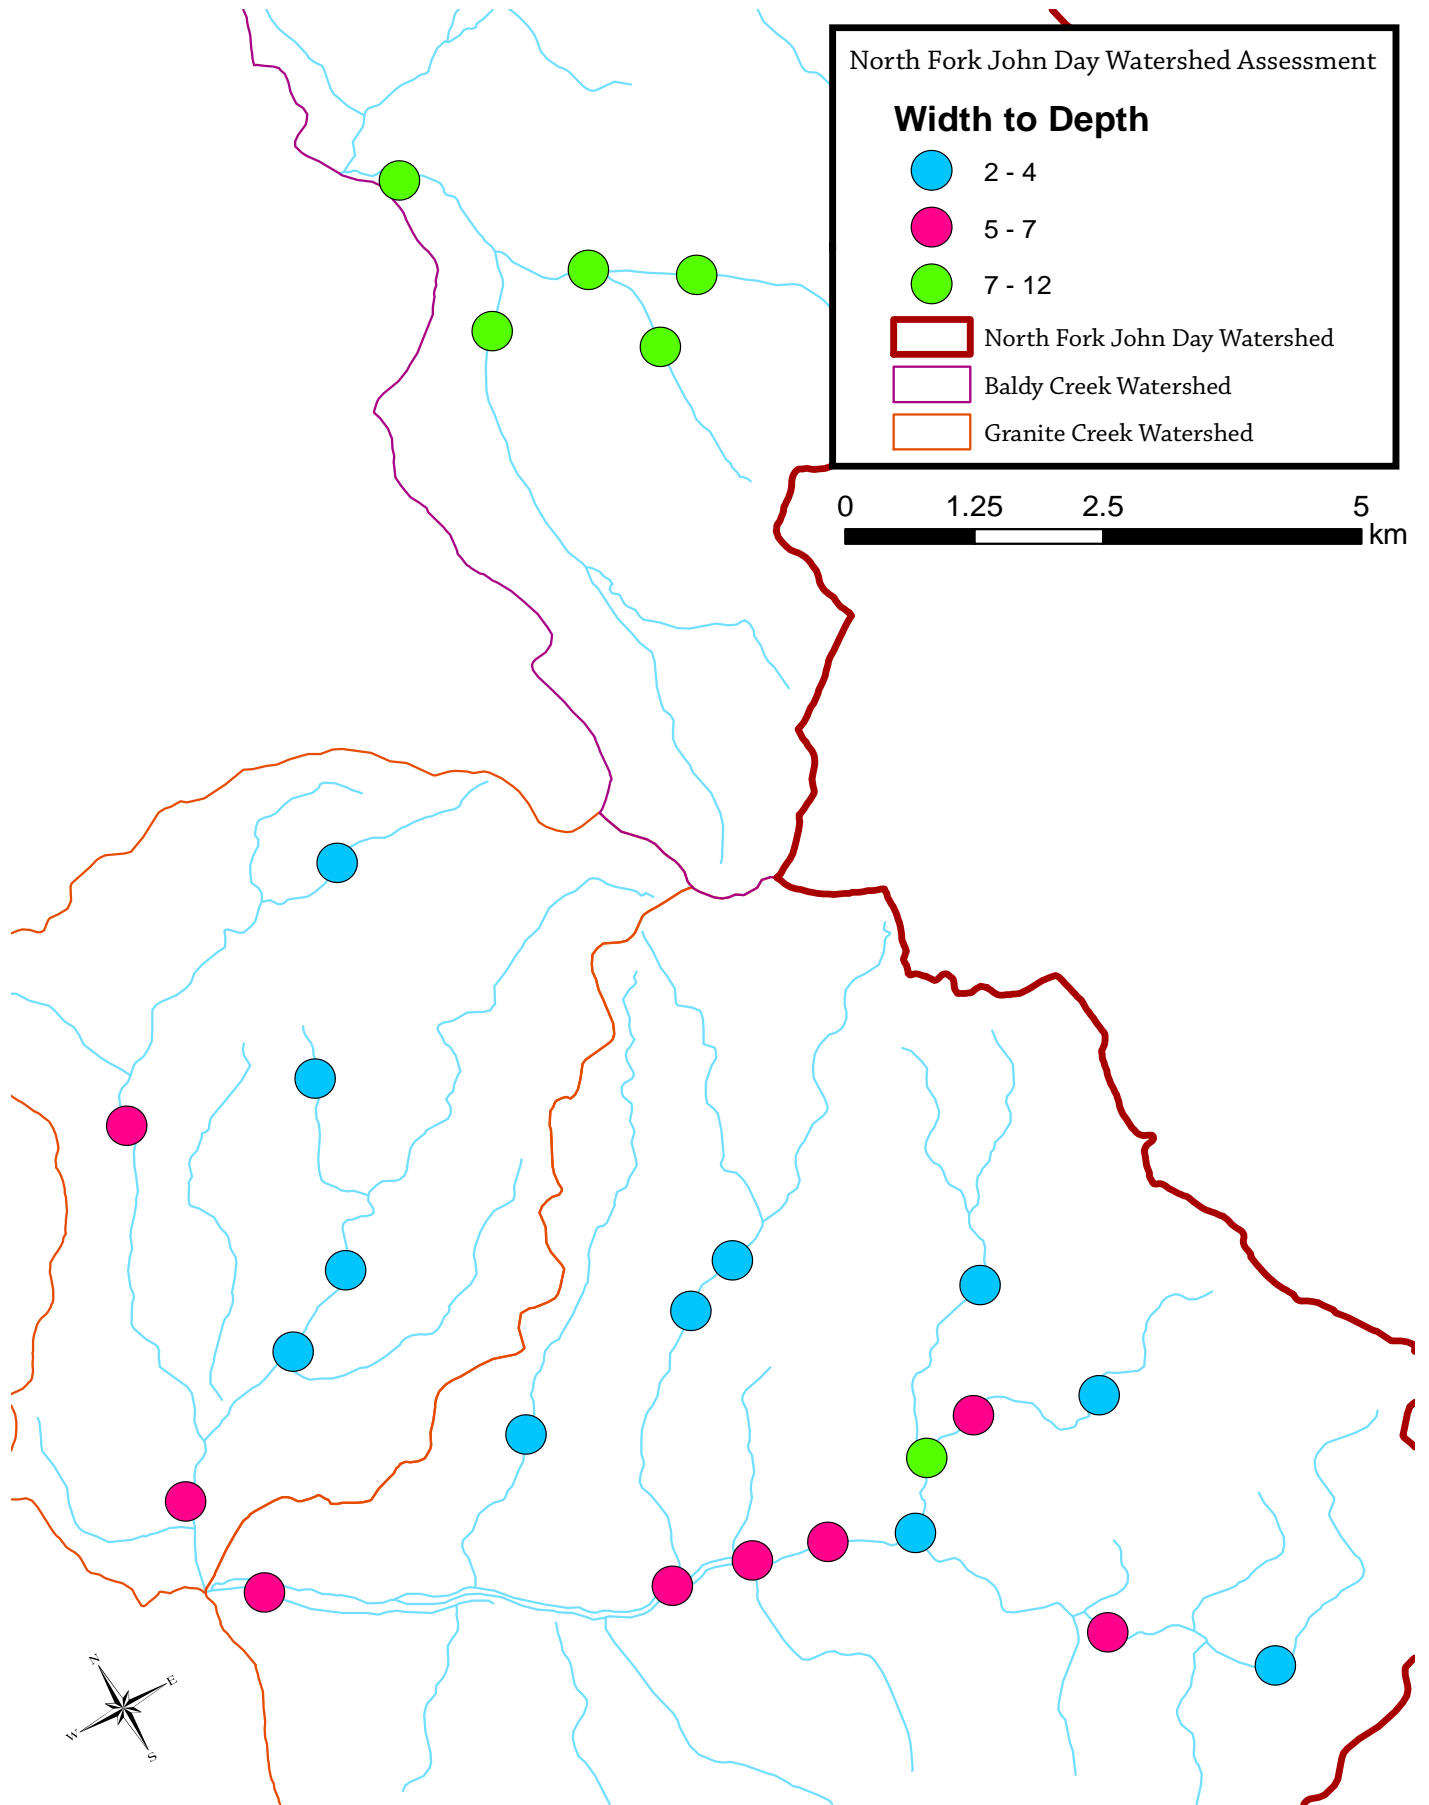 North Fork John Day Watershed Assessment
Width to Depth
2 - 4
5 - 7
7 - 12
North Fork John Day Watershed
Baldy Creek Watershed
Granite Creek Watershed
0 1.25 2.5 5
km
N
E
W
S